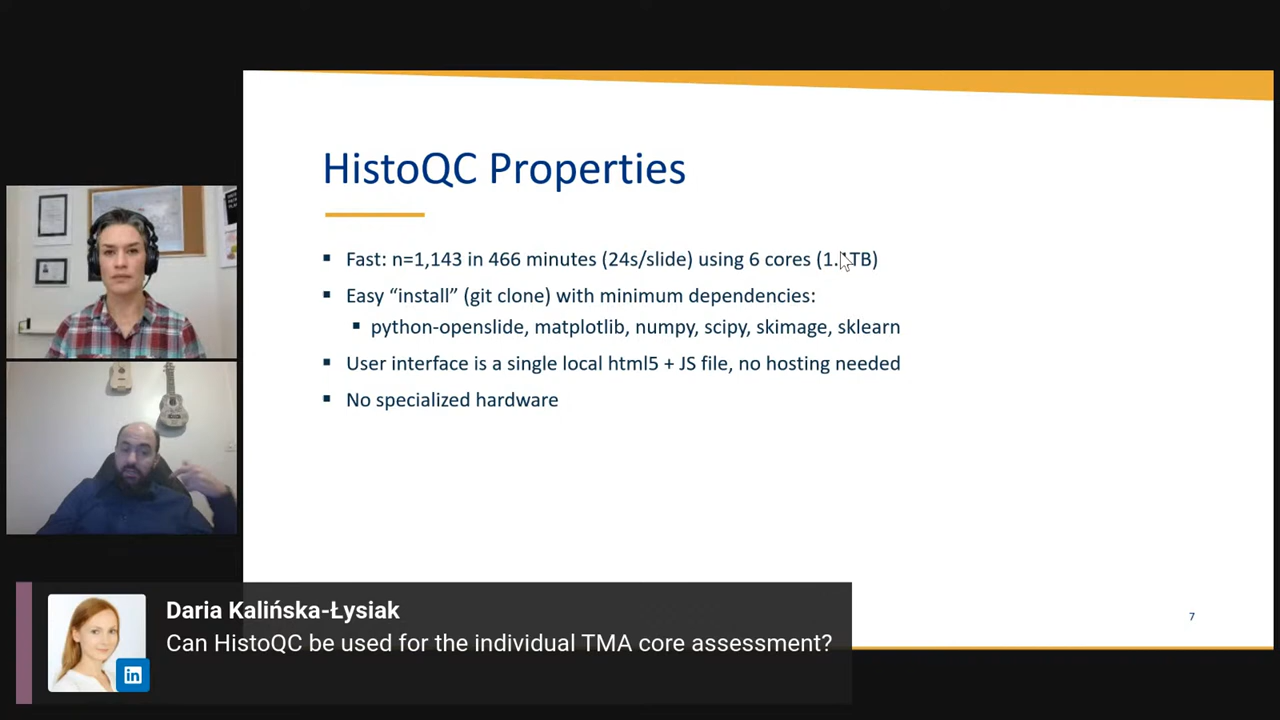 HistoQC Properties
▪ Fast: n=1,143 in 466 minutes (24s/slide) using 6 cores
▪ Easy “install” (git clone) with minimum dependencies:
▪ python-openslide, matplotlib, numpy, scipy, skimage, sklearn
▪ User interface is a single local html5 + JS file, no hosting needed
▪ No specialized hardware
7
Daria Kalińska-Łysiak
Can HistoQC be used for the individual TMA core assessment?
in